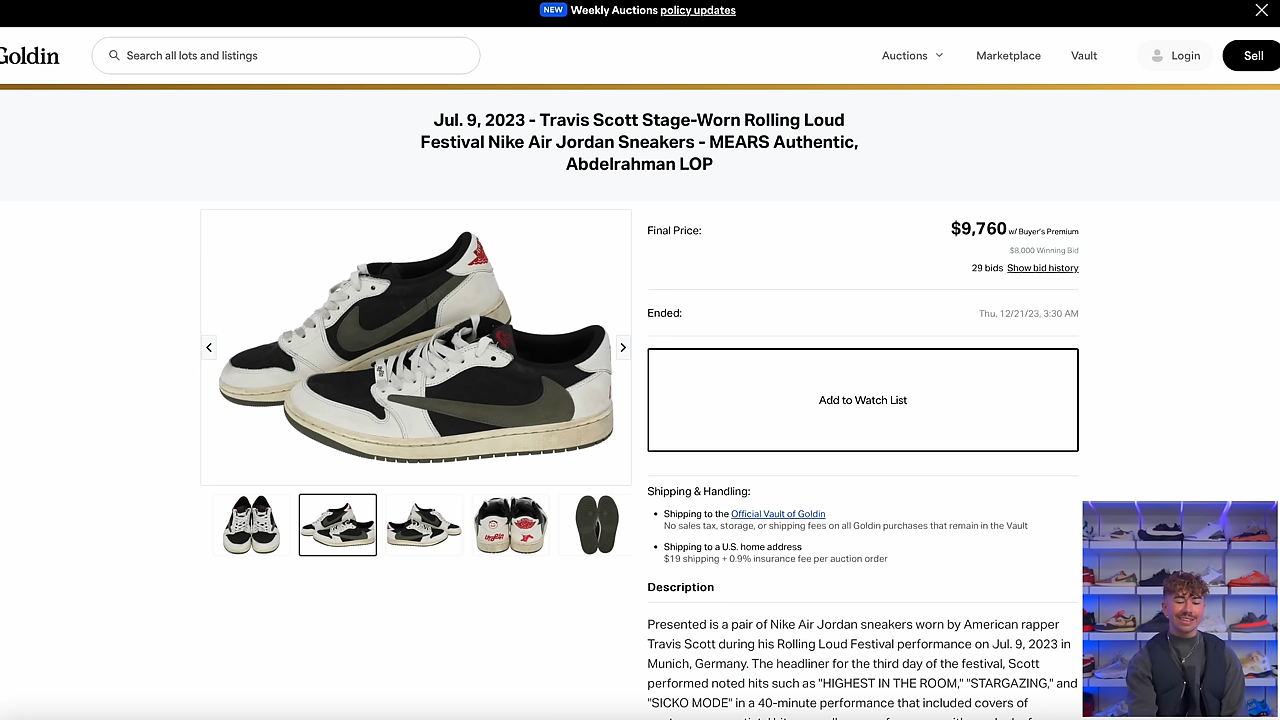 NEW Weekly Auctions policy updates
Goldin
Search all lots and listings
Auctions
Marketplace
Vault
Login
Sell
Jul. 9, 2023 - Travis Scott Stage-Worn Rolling Loud
Festival Nike Air Jordan Sneakers - MEARS Authentic,
Abdelrahman LOP
Final Price:
$9,760 w/ Buyer's Premium
$8,000 Winning Bid
29 bids Show bid history
Ended:
Thu, 12/21/23, 3:30 AM
Add to Watch List
Shipping & Handling:
• Shipping to the Official Vault of Goldin
No sales tax, storage, or shipping fees on all Goldin purchases that remain in the Vault
• Shipping to a U.S. home address
$19 shipping + 0.9% insurance fee per auction order
Description
Presented is a pair of Nike Air Jordan sneakers worn by American rapper
Travis Scott during his Rolling Loud Festival performance on Jul. 9, 2023 in
Munich, Germany. The headliner for the third day of the festival, Scott
performed noted hits such as "HIGHEST IN THE ROOM," "STARGAZING," and
"SICKO MODE" in a 40-minute performance that included covers of